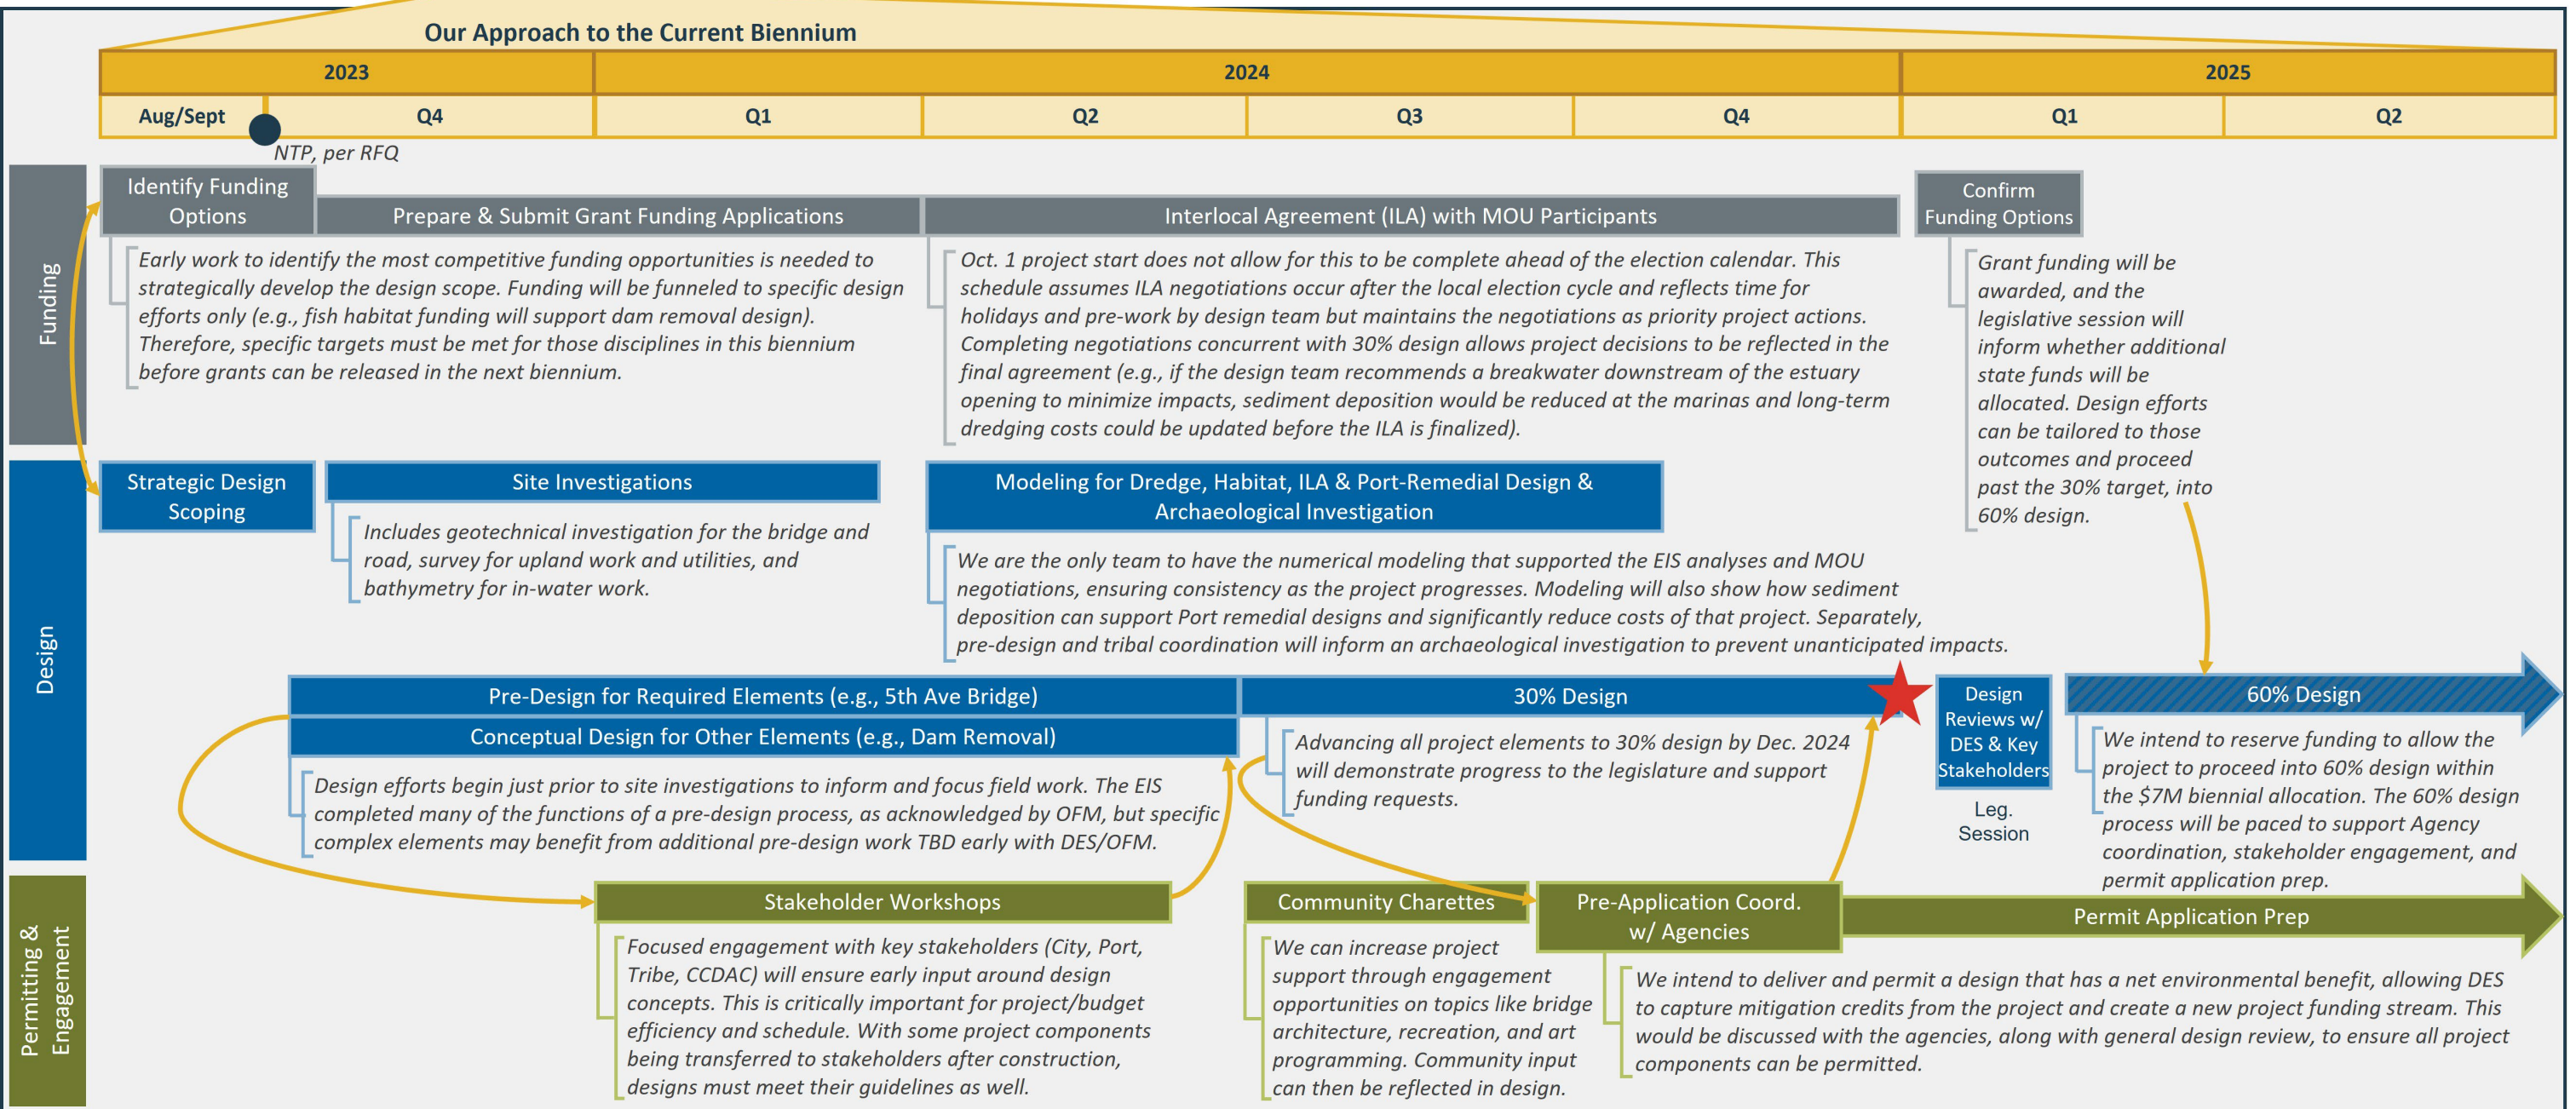 Our Approach to the Current Biennium
2023
2024
2025
Aug/Sept
Q4
Q1
Q2
Q3
Q4
Q1
Q2
NTP, per RFQ
Funding
Identify Funding
Options
Prepare & Submit Grant Funding Applications
Interlocal Agreement (ILA) with MOU Participants
Confirm
Funding Options
Early work to identify the most competitive funding opportunities is needed to
strategically develop the design scope. Funding will be funneled to specific design
efforts only (e.g., fish habitat funding will support dam removal design).
Therefore, specific targets must be met for those disciplines in this biennium
before grants can be released in the next biennium.
Oct. 1 project start does not allow for this to be complete ahead of the election calendar. This
schedule assumes ILA negotiations occur after the local election cycle and reflects time for
holidays and pre-work by design team but maintains the negotiations as priority project actions.
Completing negotiations concurrent with 30% design allows project decisions to be reflected in the
final agreement (e.g., if the design team recommends a breakwater downstream of the estuary
opening to minimize impacts, sediment deposition would be reduced at the marinas and long-term
dredging costs could be updated before the ILA is finalized).
Grant funding will be
awarded, and the
legislative session will
inform whether additional
state funds will be
allocated. Design efforts
can be tailored to those
outcomes and proceed
past the 30% target, into
60% design.
Design
Strategic Design
Scoping
Site Investigations
Includes geotechnical investigation for the bridge and
road, survey for upland work and utilities, and
bathymetry for in-water work.
Modeling for Dredge, Habitat, ILA & Port-Remedial Design &
Archaeological Investigation
We are the only team to have the numerical modeling that supported the EIS analyses and MOU
negotiations, ensuring consistency as the project progresses. Modeling will also show how sediment
deposition can support Port remedial designs and significantly reduce costs of that project. Separately,
pre-design and tribal coordination will inform an archaeological investigation to prevent unanticipated impacts.
Pre-Design for Required Elements (e.g., 5th Ave Bridge)
Conceptual Design for Other Elements (e.g., Dam Removal)
Design efforts begin just prior to site investigations to inform and focus field work. The EIS
completed many of the functions of a pre-design process, as acknowledged by OFM, but specific
complex elements may benefit from additional pre-design work TBD early with DES/OFM.
30% Design
Advancing all project elements to 30% design by Dec. 2024
will demonstrate progress to the legislature and support
funding requests.
Design
Reviews w/
DES & Key
Stakeholders
Leg.
Session
60% Design
We intend to reserve funding to allow the
project to proceed into 60% design within
the $7M biennial allocation. The 60% design
process will be paced to support Agency
coordination, stakeholder engagement, and
permit application prep.
Permitting &
Engagement
Stakeholder Workshops
Focused engagement with key stakeholders (City, Port,
Tribe, CCDAC) will ensure early input around design
concepts. This is critically important for project/budget
efficiency and schedule. With some project components
being transferred to stakeholders after construction,
designs must meet their guidelines as well.
Community Charettes
We can increase project
support through engagement
opportunities on topics like bridge
architecture, recreation, and art
programming. Community input
can then be reflected in design.
Pre-Application Coord.
w/ Agencies
Permit Application Prep
We intend to deliver and permit a design that has a net environmental benefit, allowing DES
to capture mitigation credits from the project and create a new project funding stream. This
would be discussed with the agencies, along with general design review, to ensure all project
components can be permitted.